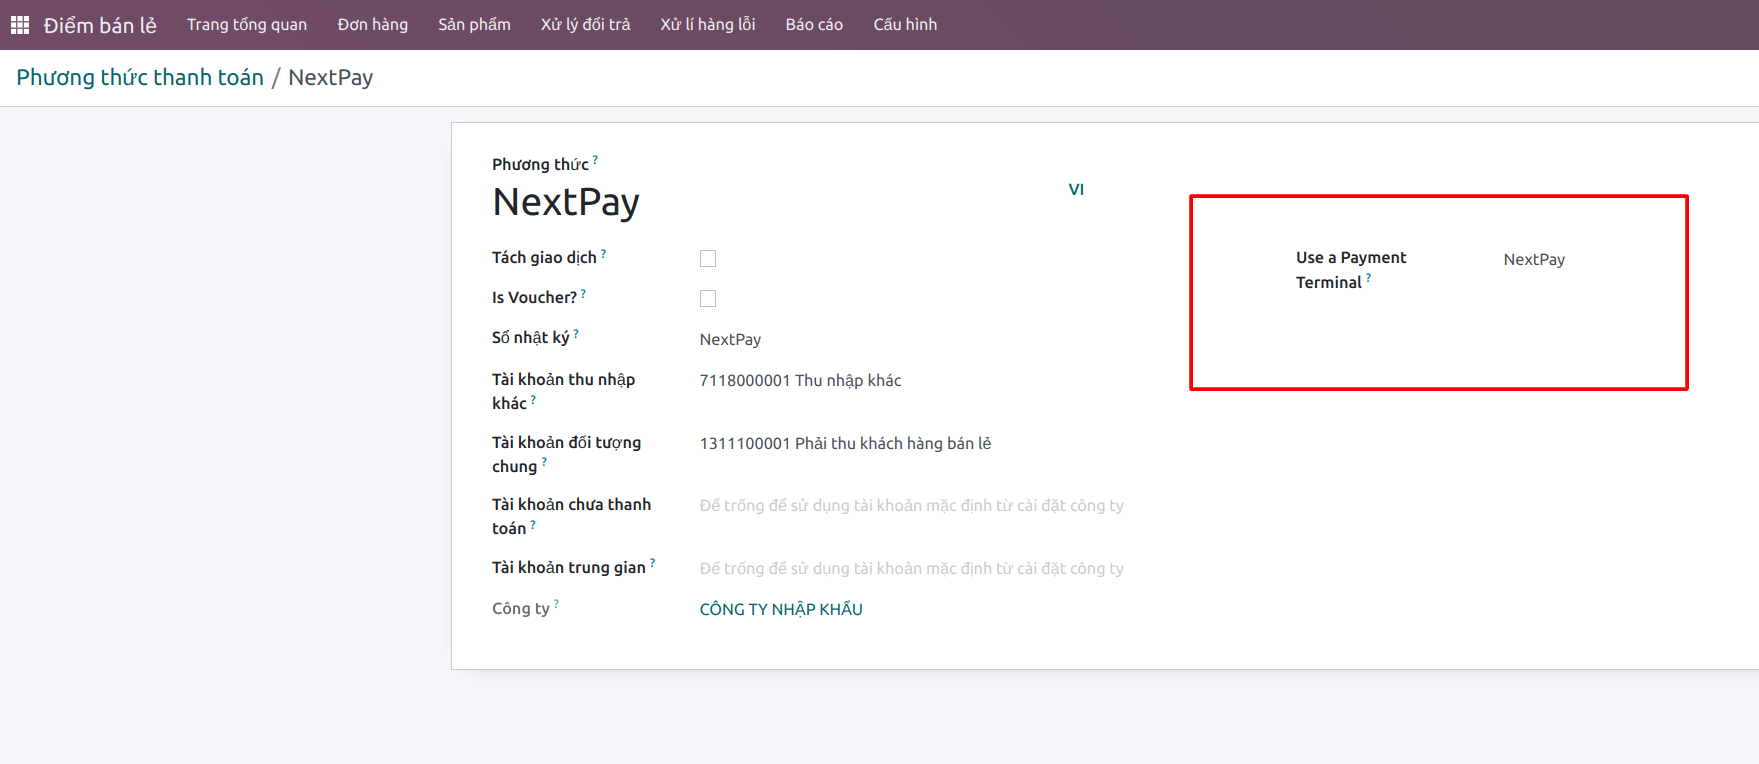 Điểm bán lẻ Trang tổng quan Đơn hàng Sản phẩm Xử lý đổi trả Xử lí hàng lỗi Báo cáo Cấu hình
Phương thức thanh toán / NextPay
Phương thức ?
NextPay
VI
Tách giao dịch ?
Is Voucher? ?
Sổ nhật ký ? NextPay
Tài khoản thu nhập
khác ? 7118000001 Thu nhập khác
Tài khoản đối tượng
chung ? 1311100001 Phải thu khách hàng bán lẻ
Tài khoản chưa thanh
toán ? Để trống để sử dụng tài khoản mặc định từ cài đặt công ty
Tài khoản trung gian ? Để trống để sử dụng tài khoản mặc định từ cài đặt công ty
Công ty ? CÔNG TY NHẬP KHẨU
Use a Payment
Terminal ? NextPay